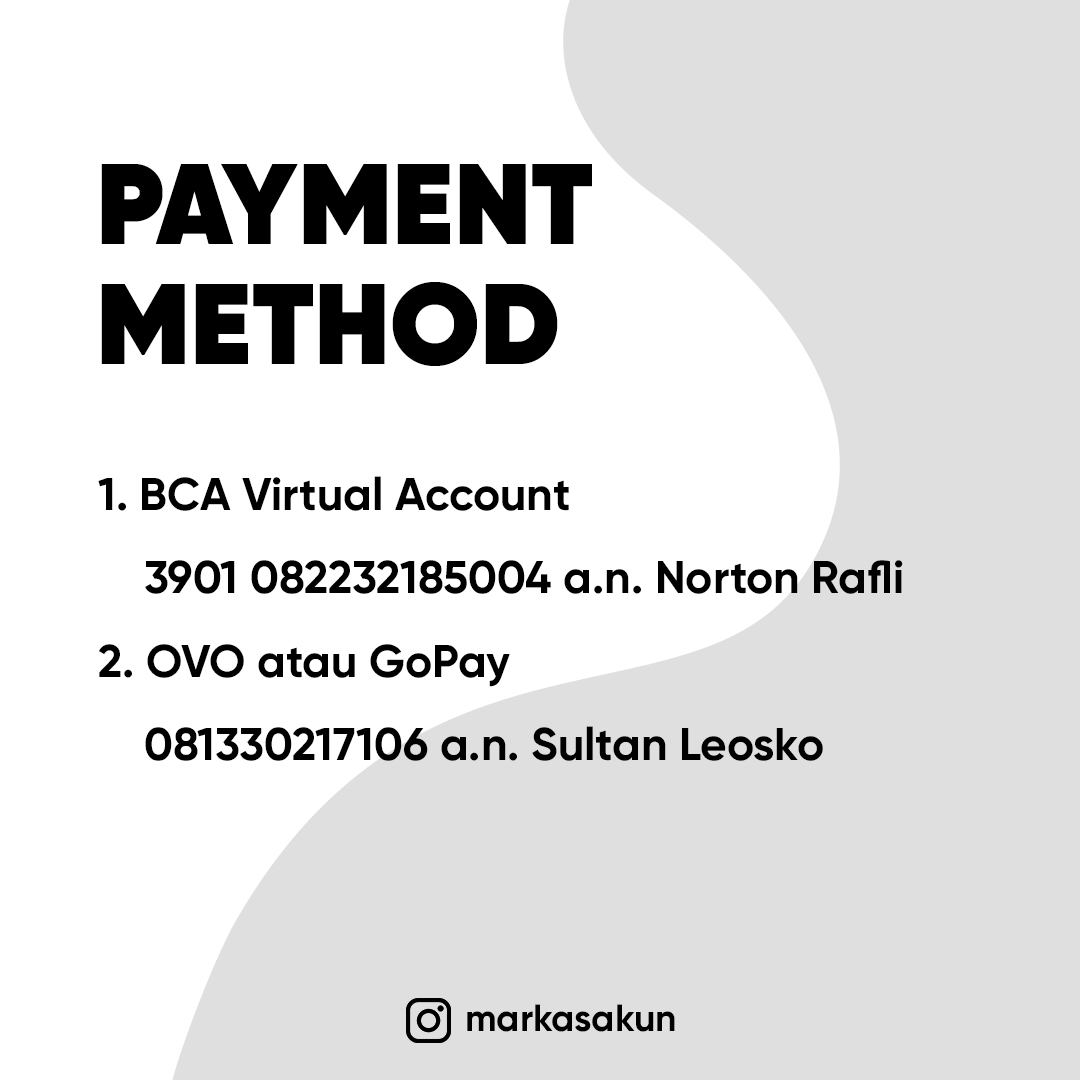 PAYMENT
METHOD
1. BCA Virtual Account
3901 082232185004 a.n. Norton Rafli
2. OVO atau GoPay
081330217106 a.n. Sultan Leosko
markasakun